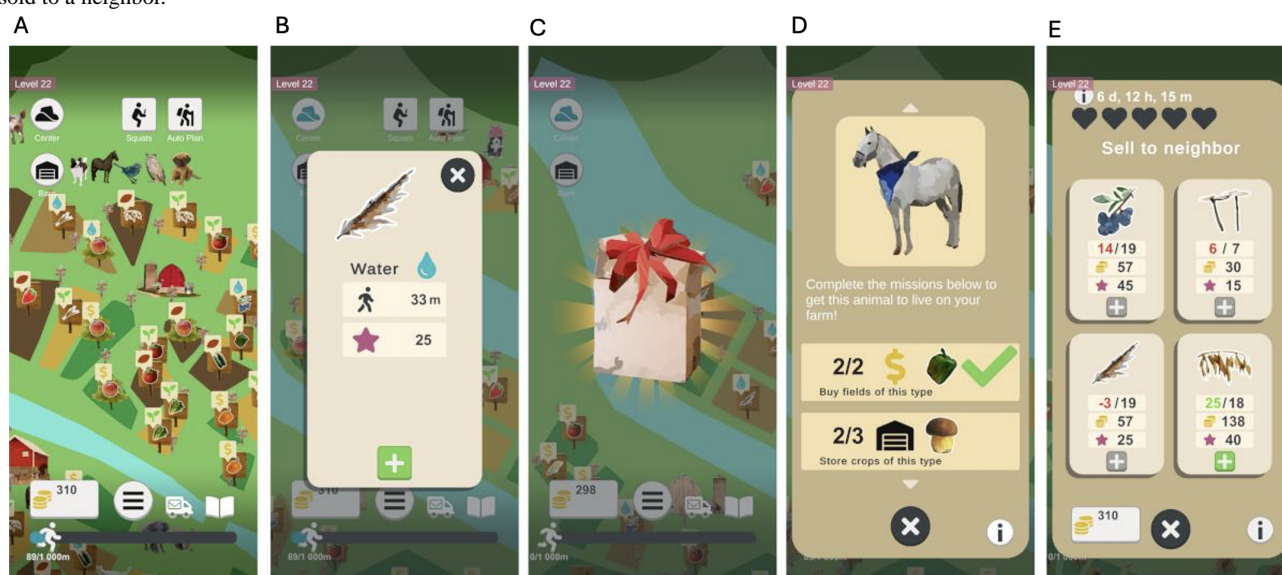 sold to a neighbor.
A
B
C
D
E
Level 22
Center
Squats
Auto Plan
310
89/1 000m
Level 22
Center
Squats
Water
33 m
25
310
89/1 000m
Level 22
Center
298
0/1 000m
Level 22
Complete the missions below to
get this animal to live on your
farm!
2/2
Buy fields of this type
2/3
Store crops of this type
Level 22
6 d, 12 h, 15 m
Sell to neighbor
14/19
57
45
6 / 7
30
15
-3/19
57
25
25/18
138
40
310